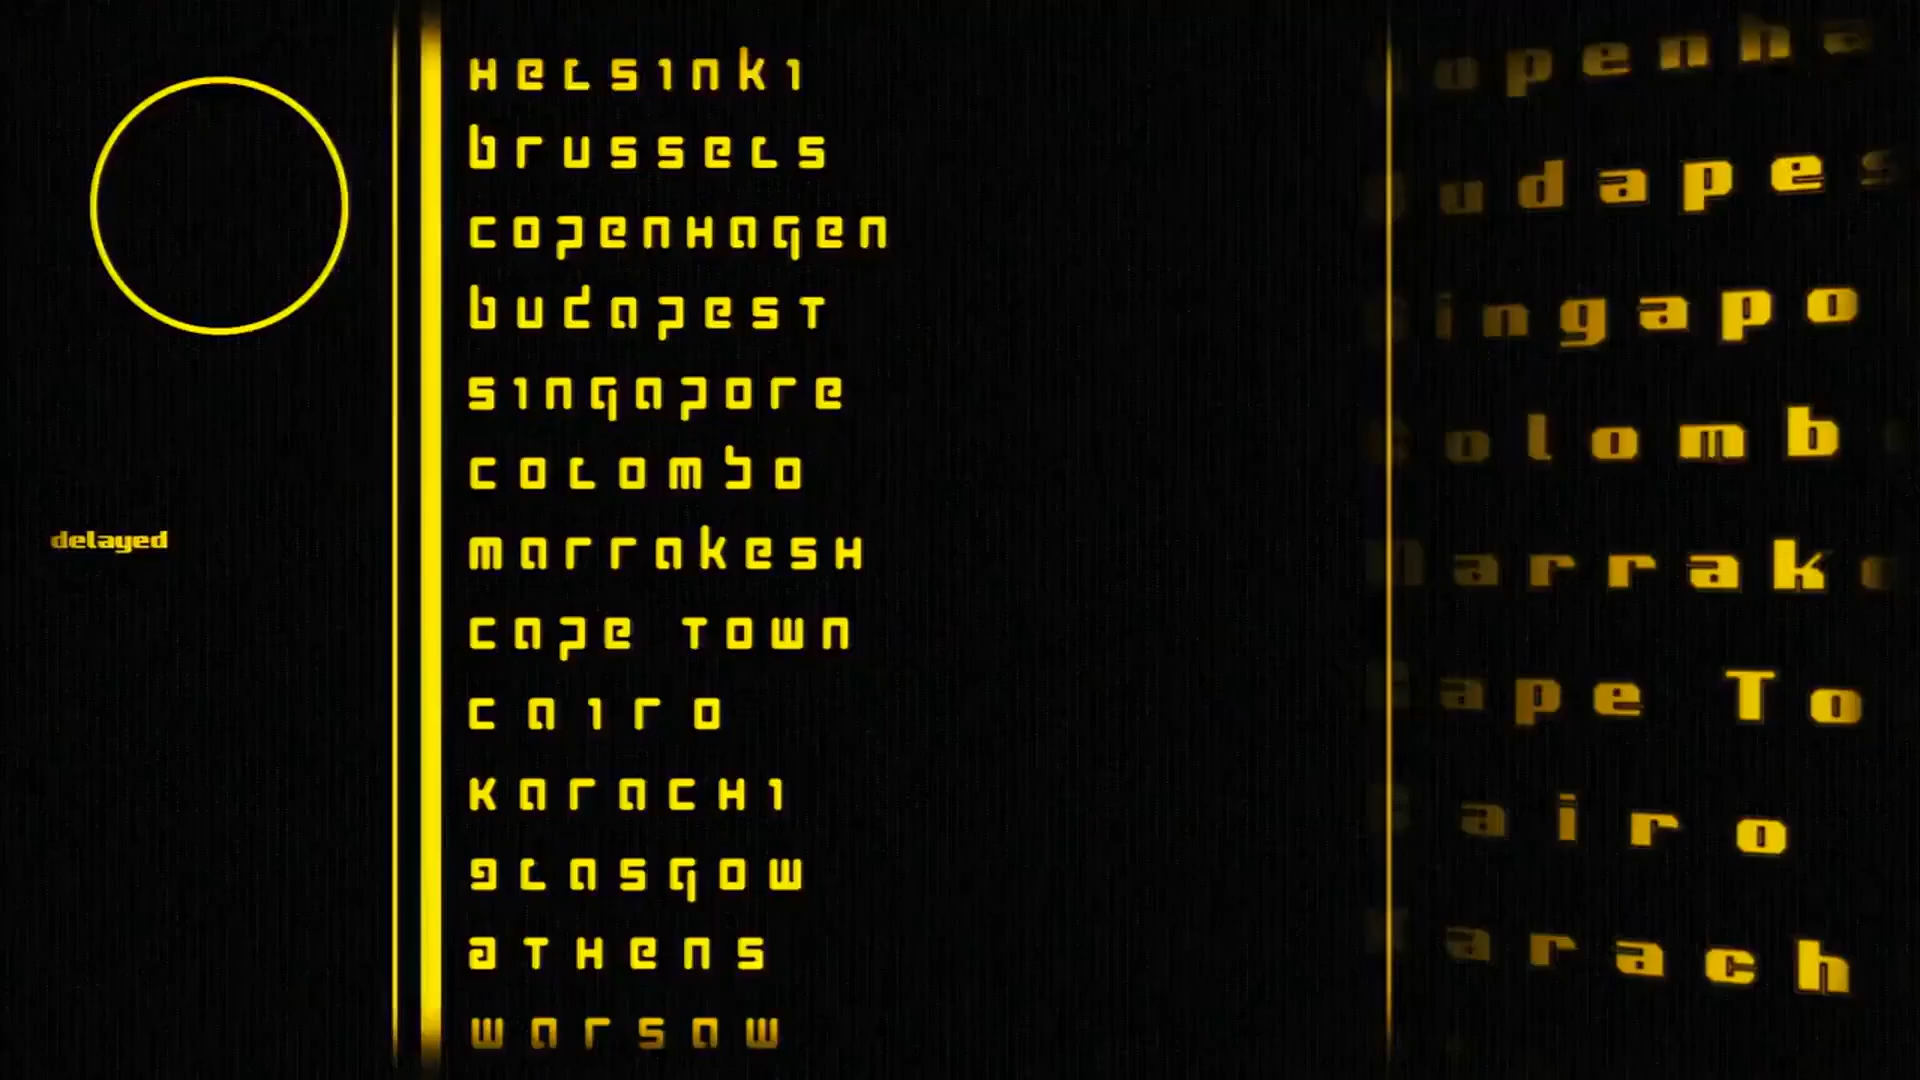 delayed
Helsinki
brussels
copenhagen
budapest
singapore
colombo
marrakesh
cape town
cairo
karachi
glasgow
athens
warsaw
openha
udapes
ingapo
olomb
arrake
ape To
airo
arach